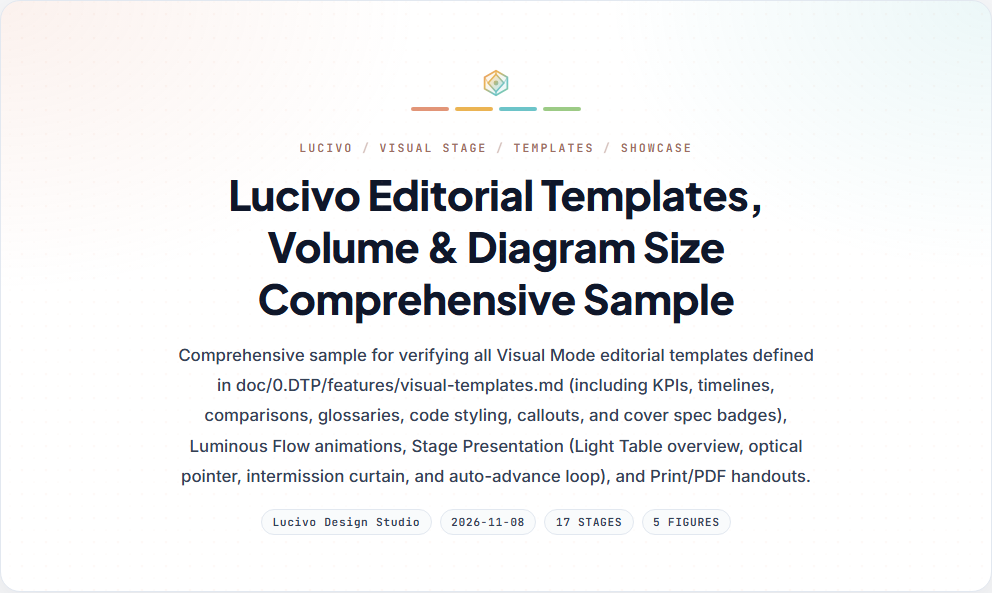 LUCIVO / VISUAL STAGE / TEMPLATES / SHOWCASE
Lucivo Editorial Templates,
Volume & Diagram Size
Comprehensive Sample
Comprehensive sample for verifying all Visual Mode editorial templates defined
in doc/0.DTP/features/visual-templates.md (including KPIs, timelines,
comparisons, glossaries, code styling, callouts, and cover spec badges),
Luminous Flow animations, Stage Presentation (Light Table overview, optical
pointer, intermission curtain, and auto-advance loop), and Print/PDF handouts.
Lucivo Design Studio 2026-11-08 17 STAGES 5 FIGURES